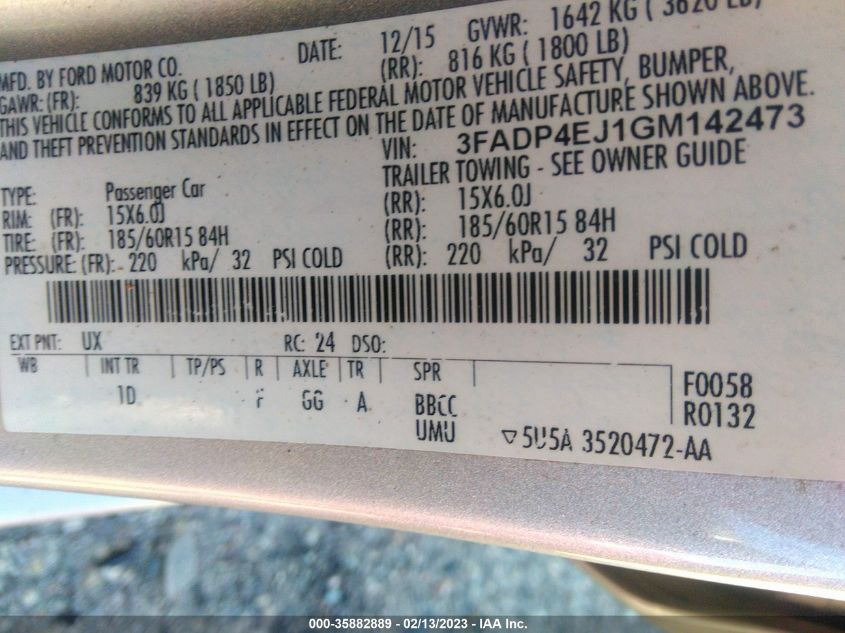 MFD. BY FORD MOTOR CO. DATE: 12/15 GVWR: 1642 KG ( 3620 LB)
GAWR: (FR): 839 KG ( 1850 LB) (RR): 816 KG ( 1800 LB)
THIS VEHICLE CONFORMS TO ALL APPLICABLE FEDERAL MOTOR VEHICLE SAFETY, BUMPER,
AND THEFT PREVENTION STANDARDS IN EFFECT ON THE DATE OF MANUFACTURE SHOWN ABOVE.
VIN: 3FADP4EJ1GM142473
TRAILER TOWING - SEE OWNER GUIDE
TYPE: Passenger Car
RIM: (FR): 15X6.0J (RR): 15X6.0J
TIRE: (FR): 185/60R15 84H (RR): 185/60R15 84H
PRESSURE: (FR): 220 kPa/ 32 PSI COLD (RR): 220 kPa/ 32 PSI COLD
EXT PNT: UX RC: 24 DSO:
WB INT TR TP/PS R AXLE TR SPR
1D F GG A BBCC
UMU
F0058
R0132
▽5U5A 3520472-AA
000-35882889 - 02/13/2023 - IAA Inc.